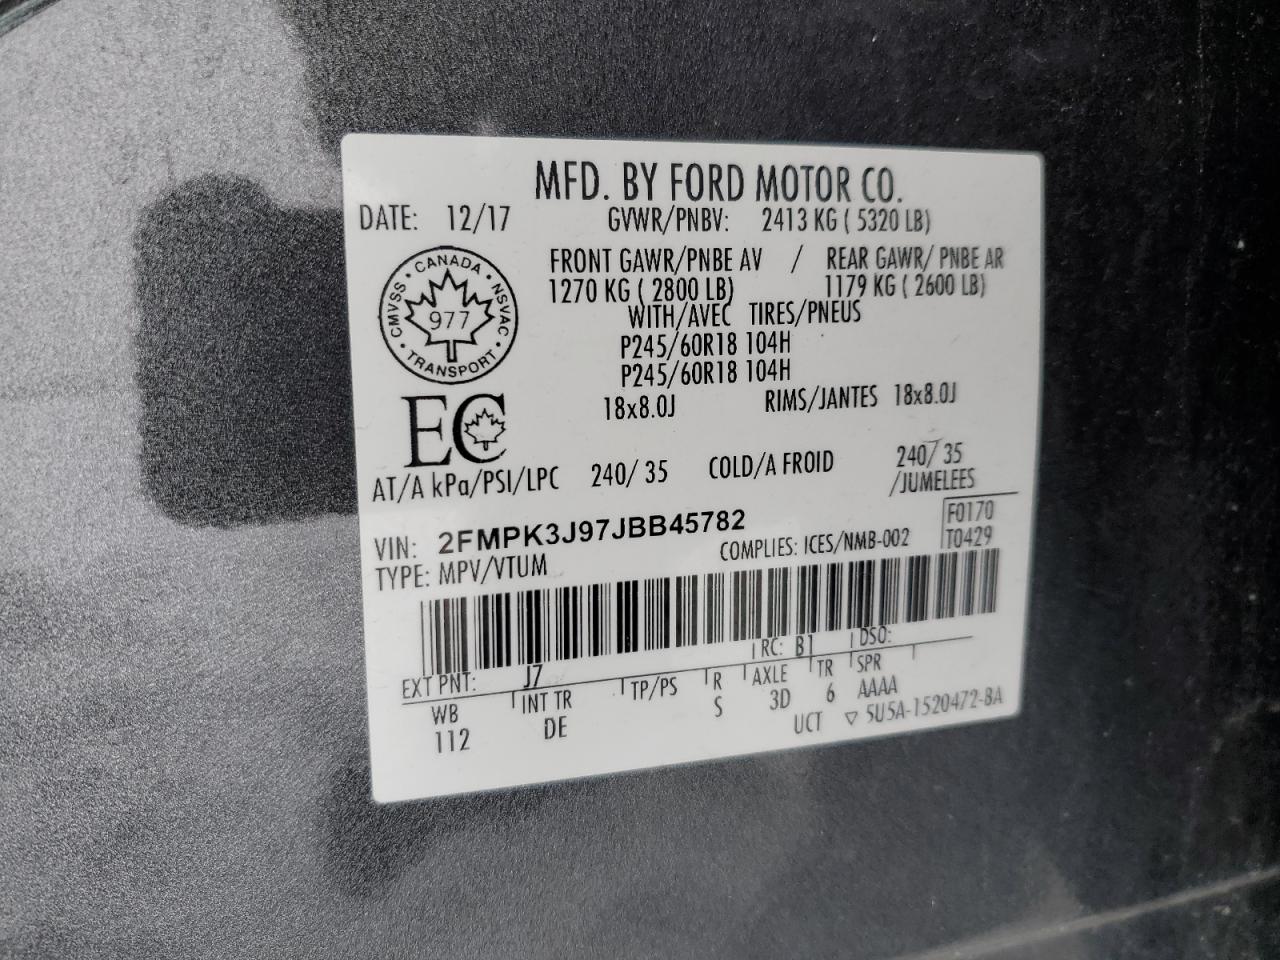 MFD. BY FORD MOTOR CO.
DATE: 12/17 GVWR/PNBV: 2413 KG ( 5320 LB)
FRONT GAWR/PNBE AV / REAR GAWR/ PNBE AR
1270 KG ( 2800 LB) 1179 KG ( 2600 LB)
WITH/AVEC TIRES/PNEUS
P245/60R18 104H
P245/60R18 104H
18x8.0J RIMS/JANTES 18x8.0J
CANADA · NSVAC · TRANSPORT · CMVSS ·
977
EC
AT/A kPa/PSI/LPC 240/ 35 COLD/A FROID 240/ 35
/JUMELEES
VIN: 2FMPK3J97JBB45782 F0170
TYPE: MPV/VTUM COMPLIES: ICES/NMB-002 T0429
RC: B1 DSO:
EXT PNT: J7
WB INT TR TP/PS R AXLE TR SPR
112 DE S 3D 6 AAAA
UCT ▽ 5U5A-1520472-BA